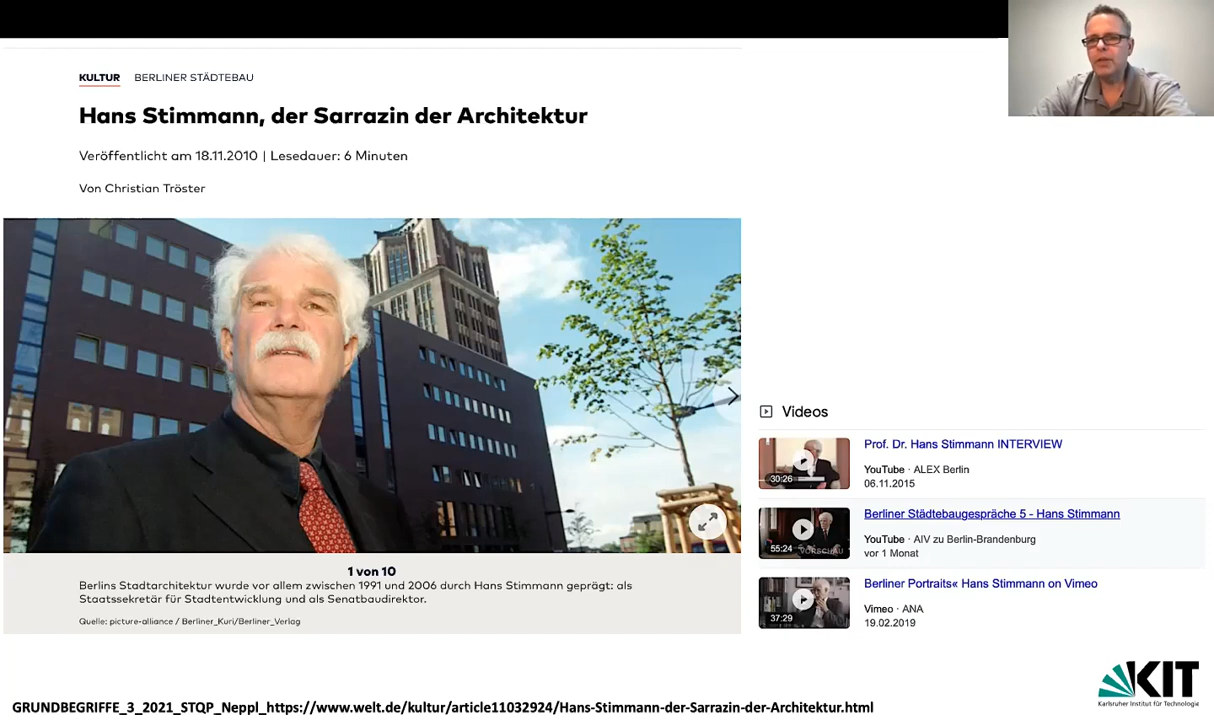 KULTUR BERLINER STÄDTEBAU
Hans Stimmann, der Sarrazin der Architektur
Veröffentlicht am 18.11.2010 | Lesedauer: 6 Minuten
Von Christian Tröster
1 von 10
Berlins Stadtarchitektur wurde vor allem zwischen 1991 und 2006 durch Hans Stimmann geprägt: als
Staatssekretär für Stadtentwicklung und als Senatbaudirektor.
Quelle: picture-alliance / Berliner_Kuri/Berliner_Verlag
Videos
Prof. Dr. Hans Stimmann INTERVIEW
YouTube · ALEX Berlin
06.11.2015
30:26
Berliner Städtebaugespräche 5 - Hans Stimmann
YouTube · AIV zu Berlin-Brandenburg
vor 1 Monat
55:24 VORSCHAU
Berliner Portraits« Hans Stimmann on Vimeo
Vimeo · ANA
19.02.2019
37:29
KIT
Karlsruher Institut für Technologie
GRUNDBEGRIFFE_3_2021_STQP_Neppl_https://www.welt.de/kultur/article11032924/Hans-Stimmann-der-Sarrazin-der-Architektur.html